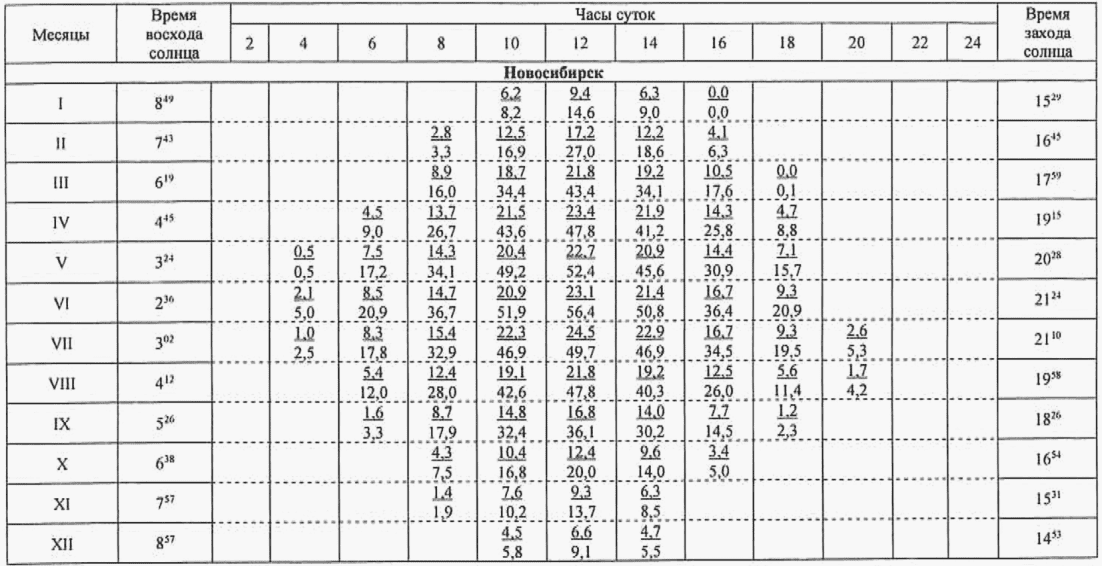 Месяцы Время восхода солнца Часы суток Время захода солнца
2 4 6 8 10 12 14 16 18 20 22 24
Новосибирск
I 8⁴⁹ 6,2 9,4 6,3 0,0 15²⁹
8,2 14,6 9,0 0,0
II 7⁴³ 2,8 12,5 17,2 12,2 4,1 16⁴⁵
3,3 16,9 27,0 18,6 6,3
III 6¹⁹ 8,9 18,7 21,8 19,2 10,5 0,0 17⁵⁹
16,0 34,4 43,4 34,1 17,6 0,1
IV 4⁴⁵ 4,5 13,7 21,5 23,4 21,9 14,3 4,7 19¹⁵
9,0 26,7 43,6 47,8 41,2 25,8 8,8
V 3²⁴ 0,5 7,5 14,3 20,4 22,7 20,9 14,4 7,1 20²⁸
0,5 17,2 34,1 49,2 52,4 45,6 30,9 15,7
VI 2³⁶ 2,1 8,5 14,7 20,9 23,1 21,4 16,7 9,3 21²⁴
5,0 20,9 36,7 51,9 56,4 50,8 36,4 20,9
VII 3⁰² 1,0 8,3 15,4 22,3 24,5 22,9 16,7 9,3 2,6 21¹⁰
2,5 17,8 32,9 46,9 49,7 46,9 34,5 19,5 5,3
VIII 4¹² 5,4 12,4 19,1 21,8 19,2 12,5 5,6 1,7 19⁵⁸
12,0 28,0 42,6 47,8 40,3 26,0 11,4 4,2
IX 5²⁶ 1,6 8,7 14,8 16,8 14,0 7,7 1,2 18²⁶
3,3 17,9 32,4 36,1 30,2 14,5 2,3
X 6³⁸ 4,3 10,4 12,4 9,6 3,4 16⁵⁴
7,5 16,8 20,0 14,0 5,0
XI 7⁵⁷ 1,4 7,6 9,3 6,3 15³¹
1,9 10,2 13,7 8,5
XII 8⁵⁷ 4,5 6,6 4,7 14⁵³
5,8 9,1 5,5